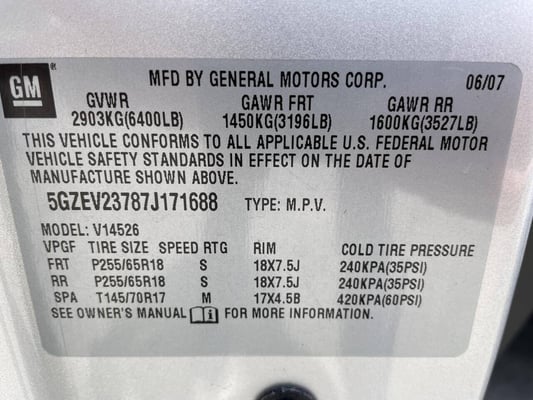 GM ®
MFD BY GENERAL MOTORS CORP. 06/07
GVWR GAWR FRT GAWR RR
2903KG(6400LB) 1450KG(3196LB) 1600KG(3527LB)
THIS VEHICLE CONFORMS TO ALL APPLICABLE U.S. FEDERAL MOTOR
VEHICLE SAFETY STANDARDS IN EFFECT ON THE DATE OF
MANUFACTURE SHOWN ABOVE.
5GZEV23787J171688 TYPE: M.P.V.
MODEL: V14526
VPGF TIRE SIZE SPEED RTG RIM COLD TIRE PRESSURE
FRT P255/65R18 S 18X7.5J 240KPA(35PSI)
RR P255/65R18 S 18X7.5J 240KPA(35PSI)
SPA T145/70R17 M 17X4.5B 420KPA(60PSI)
SEE OWNER'S MANUAL FOR MORE INFORMATION.